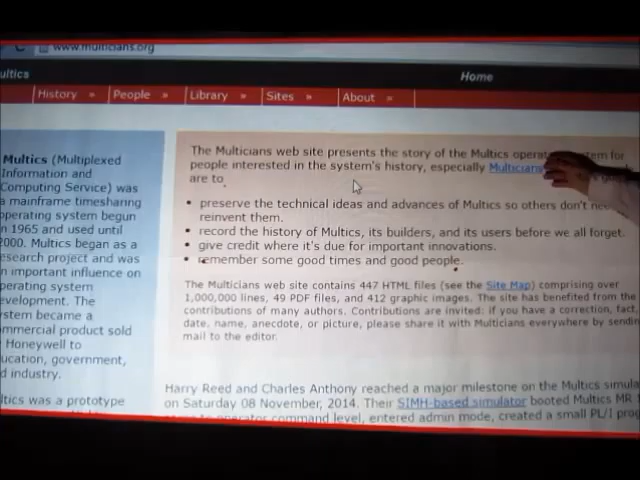 www.multicians.org
ultics
Home
History » People » Library » Sites » About »
Multics (Multiplexed
Information and
Computing Service) was
a mainframe timesharing
operating system begun
n 1965 and used until
2000. Multics began as a
esearch project and was
n important influence on
perating system
evelopment. The
stem became a
mmercial product sold
Honeywell to
ucation, government,
d industry.
ltics was a prototype
The Multicians web site presents the story of the Multics operat tem for
people interested in the system's history, especially Multicians
are to
• preserve the technical ideas and advances of Multics so others don't nee
reinvent them.
• record the history of Multics, its builders, and its users before we all forget.
• give credit where it's due for important innovations.
• remember some good times and good people.
The Multicians web site contains 447 HTML files (see the Site Map) comprising over
1,000,000 lines, 49 PDF files, and 412 graphic images. The site has benefited from the
contributions of many authors. Contributions are invited: if you have a correction, fact,
date, name, anecdote, or picture, please share it with Multicians everywhere by sending
mail to the editor.
Harry Reed and Charles Anthony reached a major milestone on the Multics simula
on Saturday 08 November, 2014. Their SIMH-based simulator booted Multics MR 1
to operator command level, entered admin mode, created a small PL/I prog